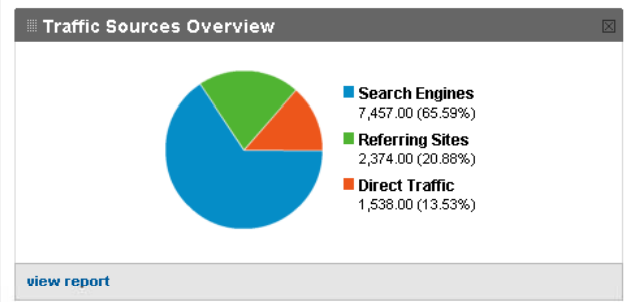 Traffic Sources Overview
Search Engines
7,457.00 (65.59%)
Referring Sites
2,374.00 (20.88%)
Direct Traffic
1,538.00 (13.53%)
view report